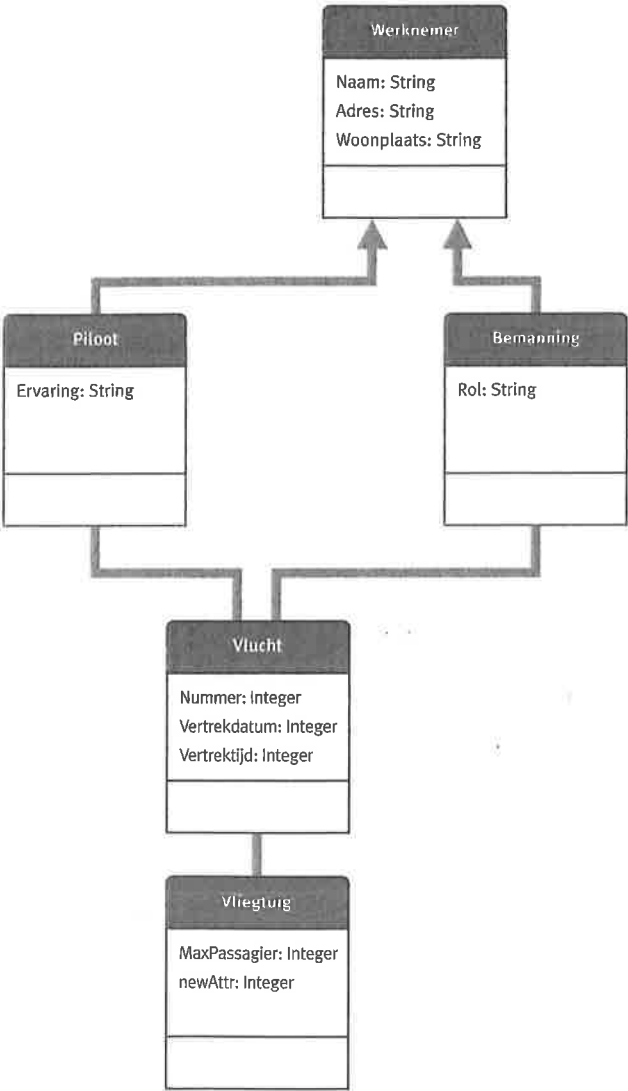 Werknemer
Naam: String
Adres: String
Woonplaats: String
Piloot
Ervaring: String
Bemanning
Rol: String
Vlucht
Nummer: Integer
Vertrekdatum: Integer
Vertrektijd: Integer
Vliegtuig
MaxPassagier: Integer
newAttr: Integer